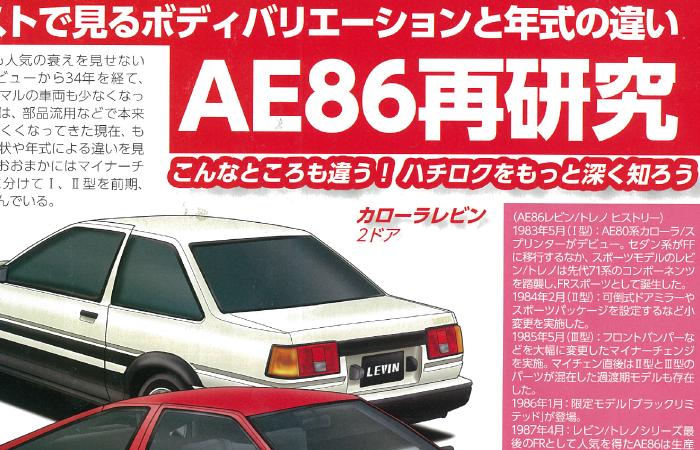 ストで見るボディバリエーションと年式の違い
も人気の衰えを見せない
ビューから34年を経て、
マルの車両も少なくなっ
は、部品流用などで本来
くくなってきた現在、も
状や年式による違いを見
おおまかにはマイナーチ
に分けてⅠ、Ⅱ型を前期、
んでいる。
AE86再研究
こんなところも違う！ ハチロクをもっと深く知ろう
カローラレビン
2ドア
LEVIN
〈AE86レビン/トレノ ヒストリー〉
1983年5月（Ⅰ型）：AE80系カローラ/ス
プリンターがデビュー。セダン系がFF
に移行するなか、スポーツモデルのレビ
ン/トレノは先代71系のコンポーネンツ
を踏襲し、FRスポーツとして誕生した。
1984年2月（Ⅱ型）：可倒式ドアミラーや
スポーツパッケージを設定するなど小
変更を実施した。
1985年5月（Ⅲ型）：フロントバンパーな
どを大幅に変更したマイナーチェンジ
を実施。マイチェン直後はⅡ型とⅢ型の
パーツが混在した過渡期モデルも存在
した。
1986年1月：限定モデル「ブラックリミ
テッド」が登場。
1987年4月：レビン/トレノシリーズ最
後のFRとして人気を得たAE86は生産